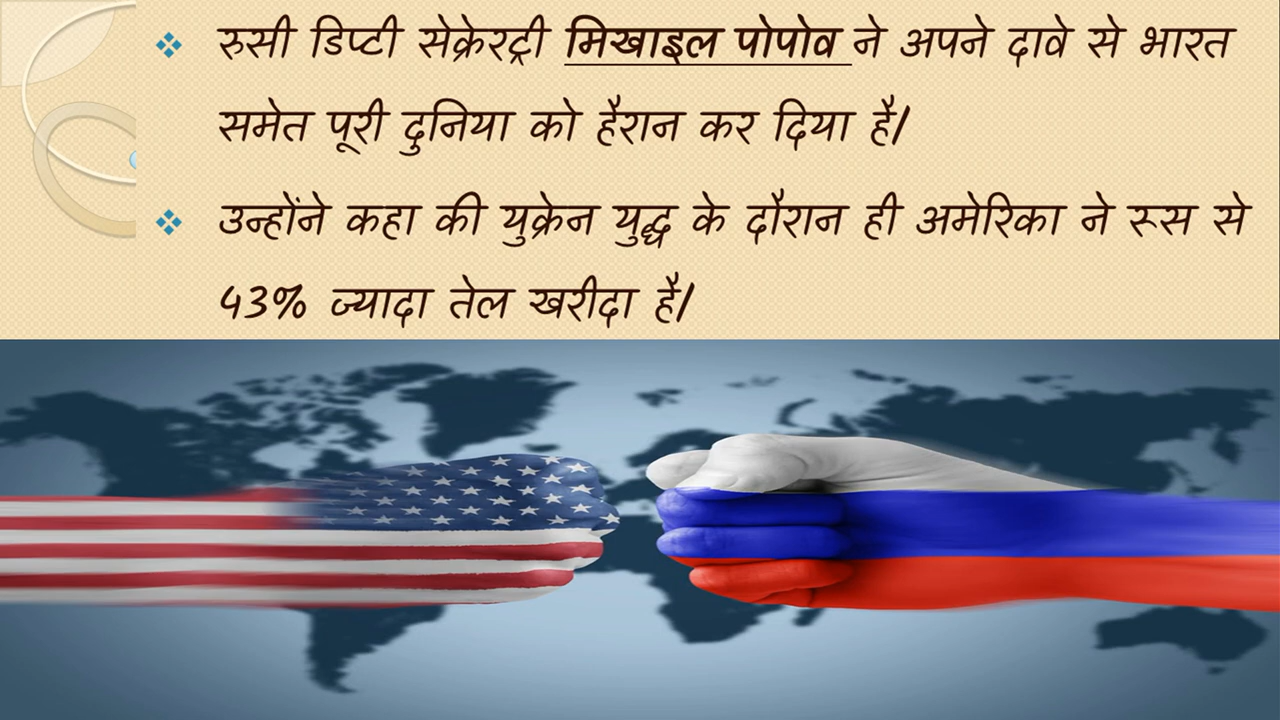 रुसी डिप्टी सेक्रेरट्री मिखाइल पोपोव ने अपने दावे से भारत
समेत पूरी दुनिया को हैरान कर दिया है।
उन्होंने कहा की युक्रेन युद्ध के दौरान ही अमेरिका ने रूस से
43% ज्यादा तेल खरीदा है।